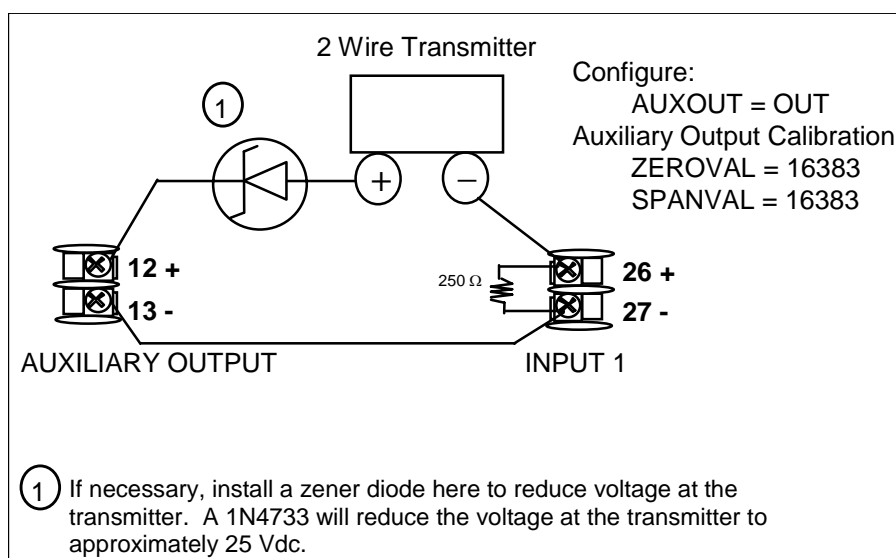 2 Wire Transmitter
Configure:
AUXOUT = OUT
Auxiliary Output Calibration
ZEROVAL = 16383
SPANVAL = 16383
1
+
−
12 +
13 -
250 Ω
26 +
27 -
AUXILIARY OUTPUT
INPUT 1
1 If necessary, install a zener diode here to reduce voltage at the
transmitter. A 1N4733 will reduce the voltage at the transmitter to
approximately 25 Vdc.